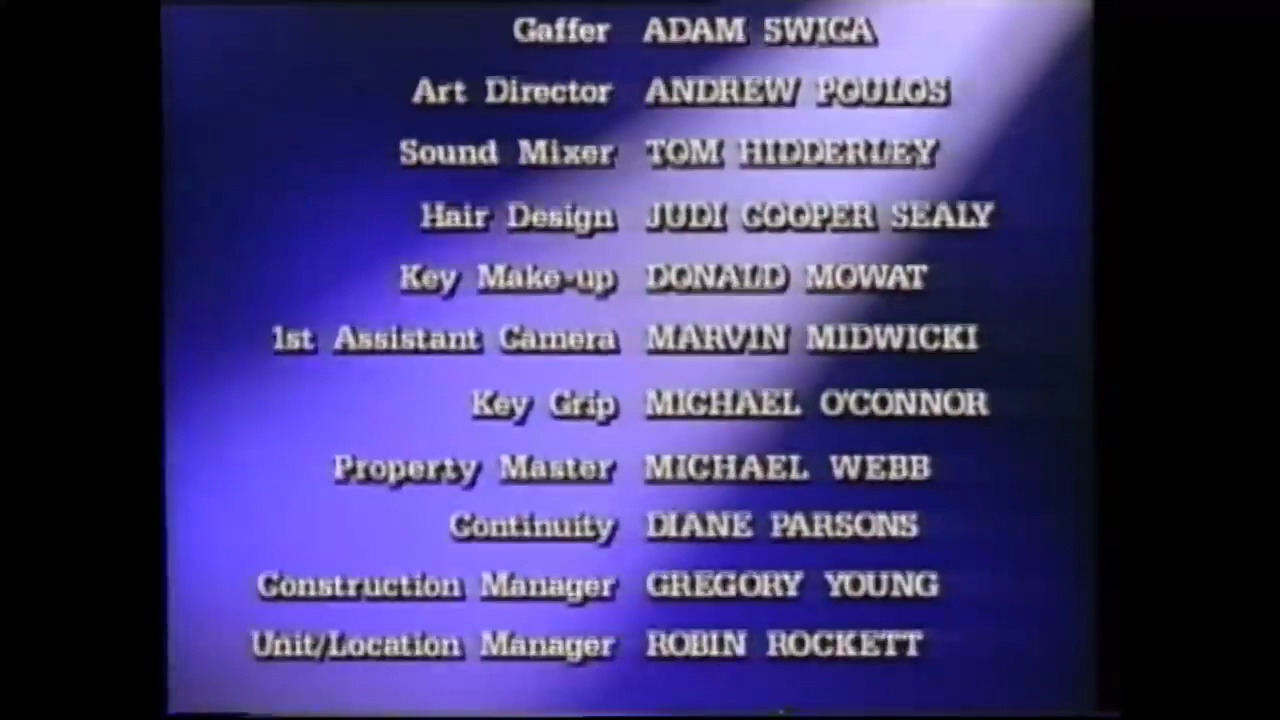 Gaffer ADAM SWICA
Art Director ANDREW POULOS
Sound Mixer TOM HIDDERLEY
Hair Design JUDI COOPER SEALY
Key Make-up DONALD MOWAT
1st Assistant Camera MARVIN MIDWICKI
Key Grip MICHAEL O'CONNOR
Property Master MICHAEL WEBB
Continuity DIANE PARSONS
Construction Manager GREGORY YOUNG
Unit/Location Manager ROBIN ROCKETT